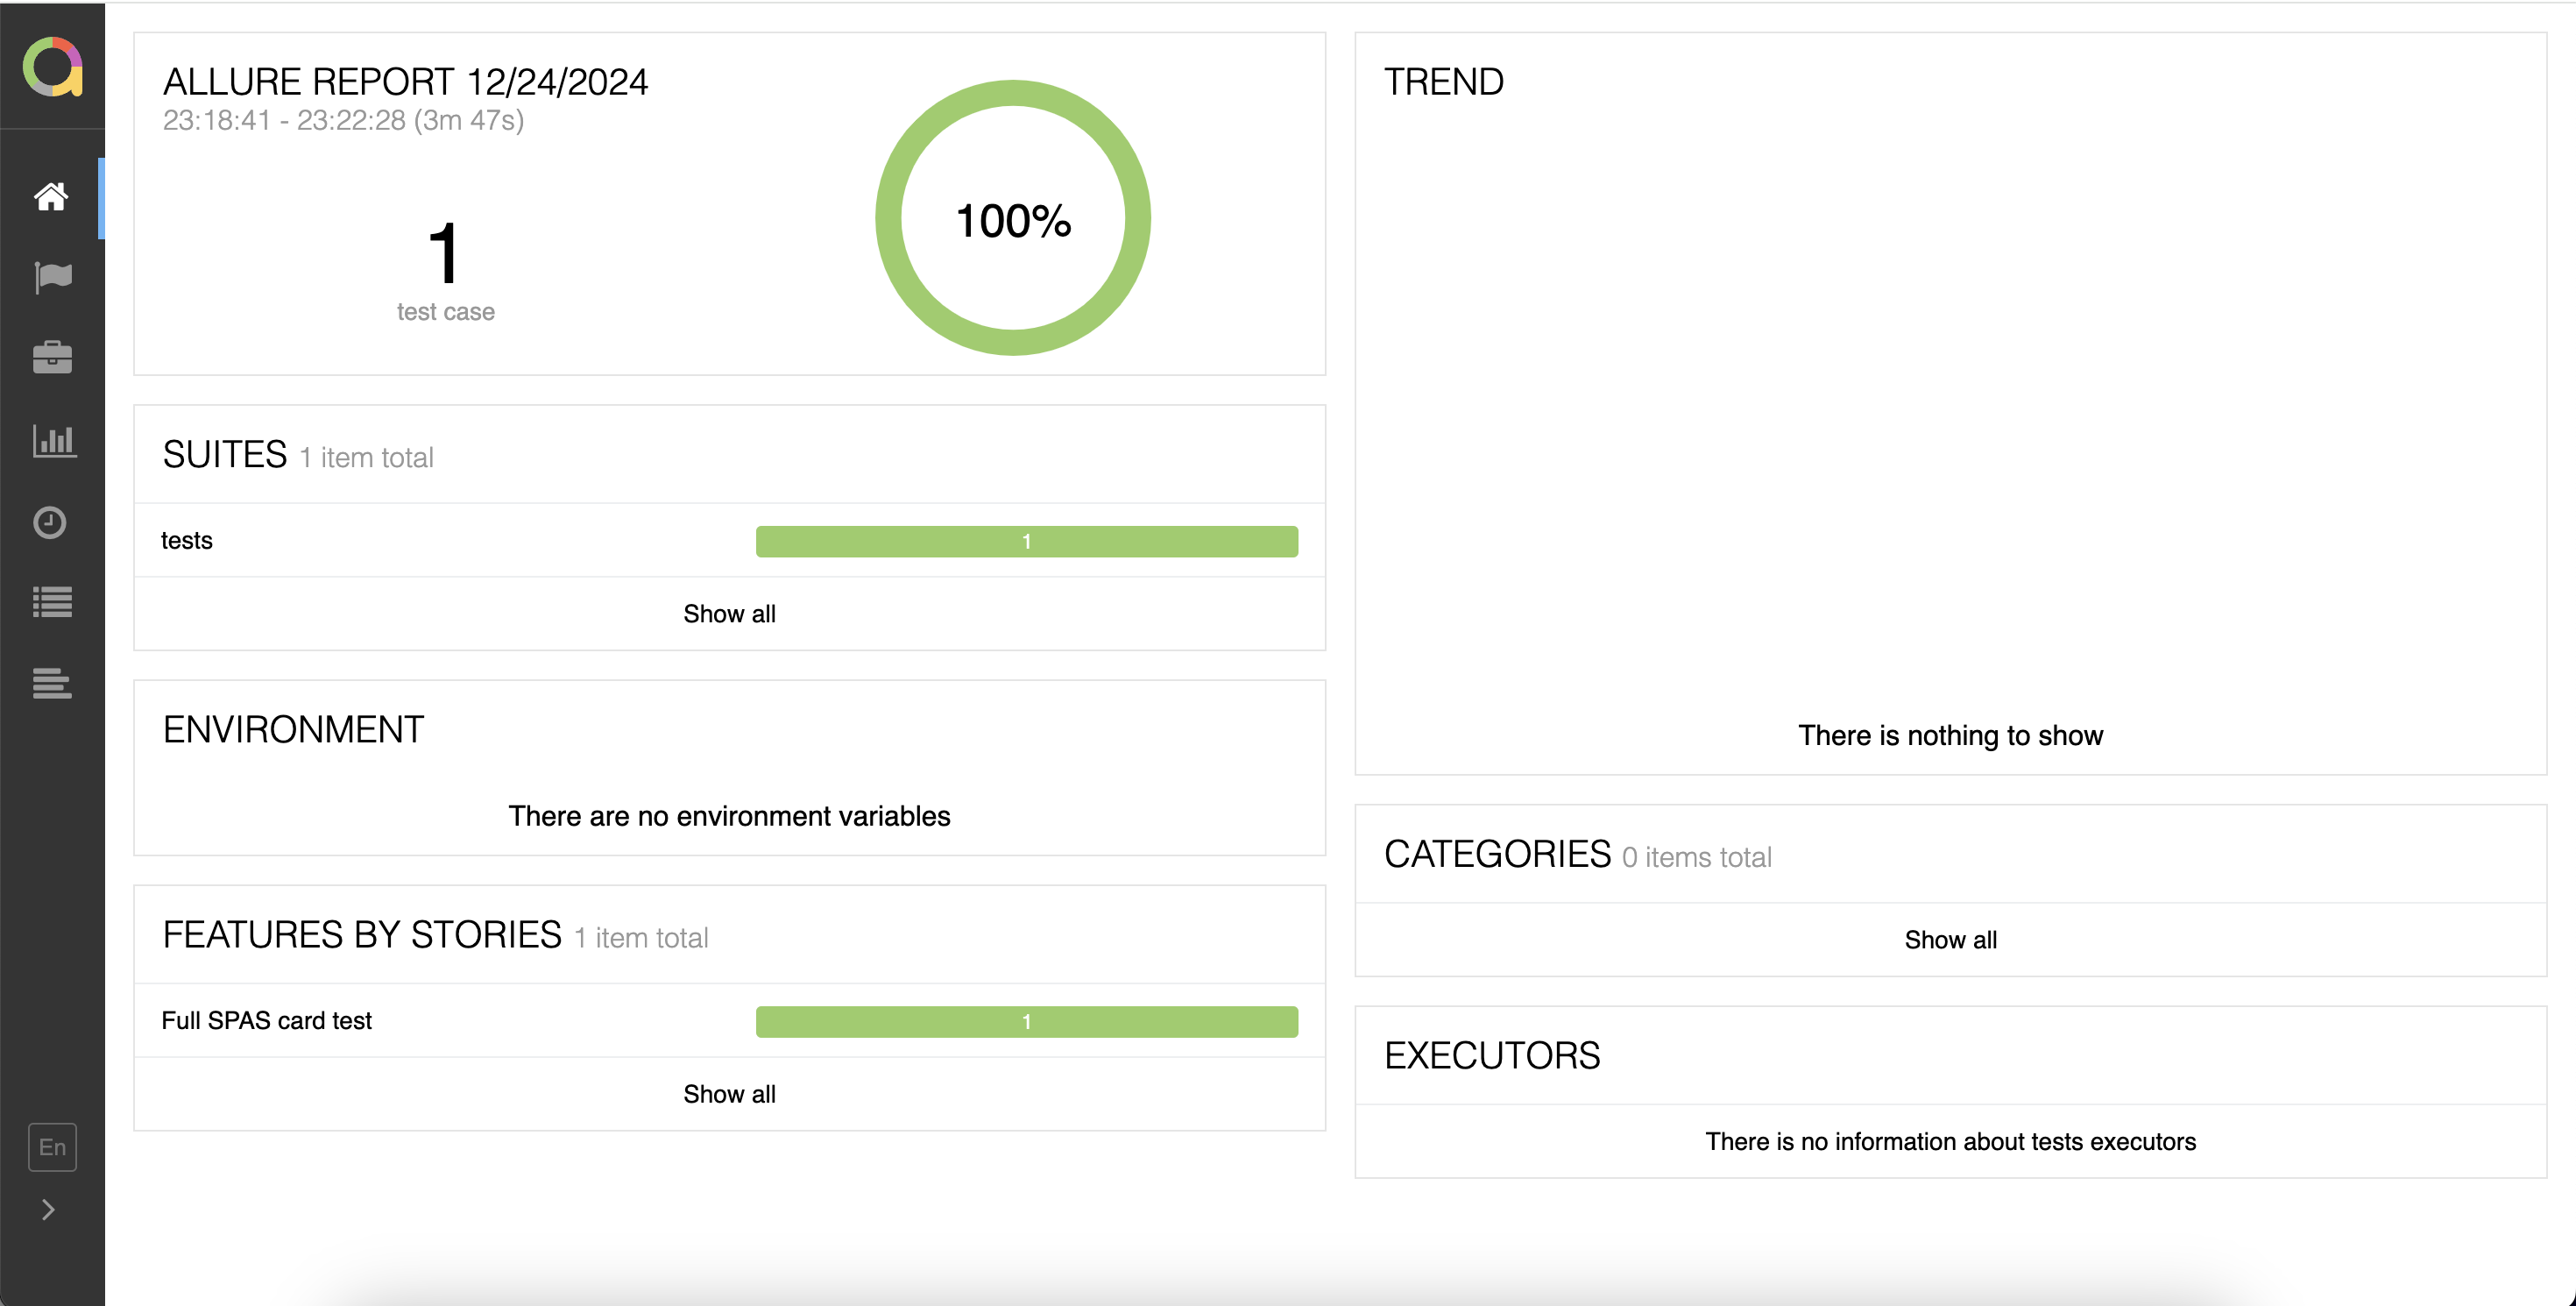 ALLURE REPORT 12/24/2024
23:18:41 - 23:22:28 (3m 47s)
1
test case
100%
SUITES 1 item total
tests 1
Show all
ENVIRONMENT
There are no environment variables
FEATURES BY STORIES 1 item total
Full SPAS card test 1
Show all
TREND
There is nothing to show
CATEGORIES 0 items total
Show all
EXECUTORS
There is no information about tests executors
En